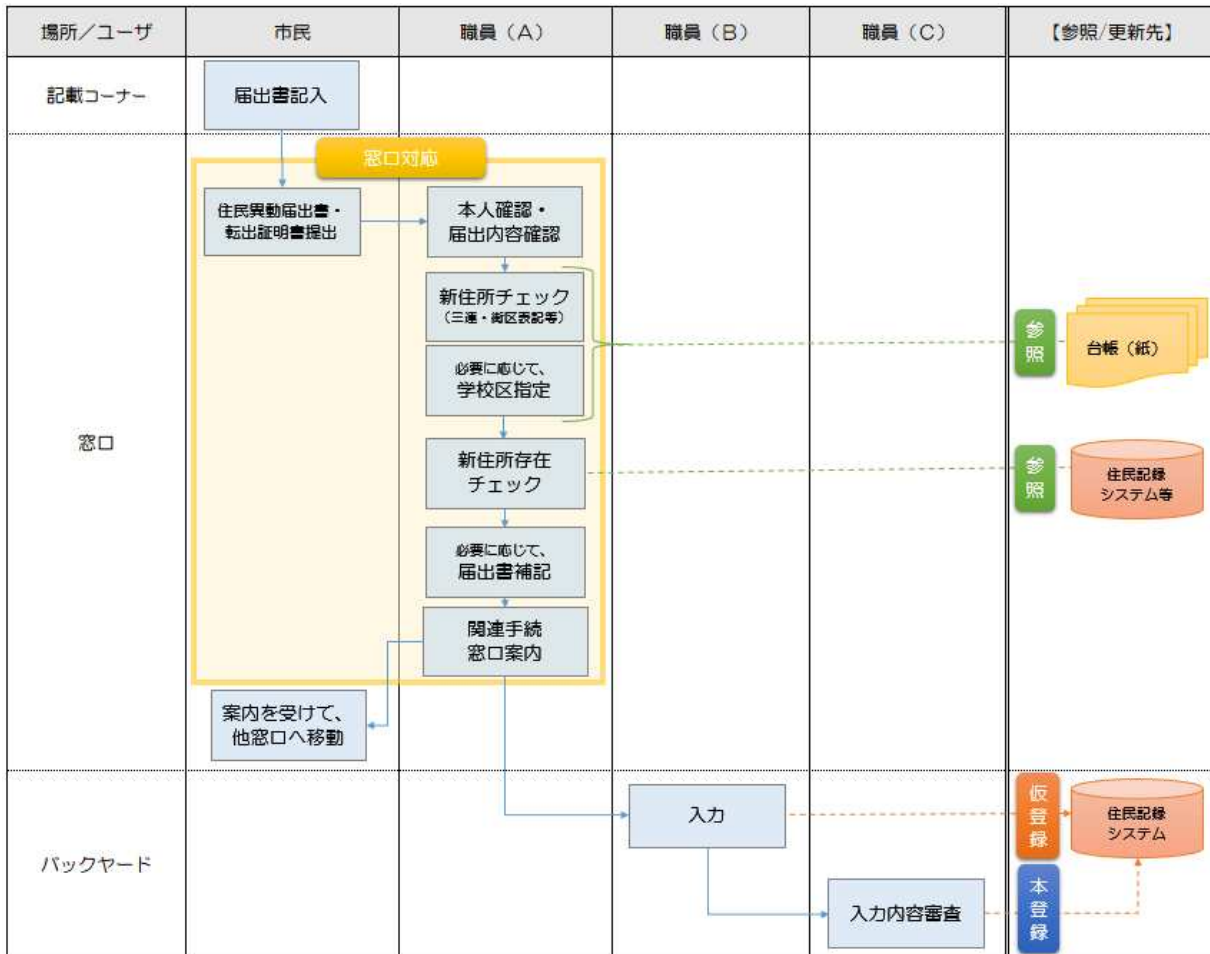 場所／ユーザ
市民
職員（A）
職員（B）
職員（C）
【参照/更新先】
記載コーナー
届出書記入
窓口対応
窓口
住民異動届出書・
転出証明書提出
本人確認・
届出内容確認
新住所チェック
（三連・街区表記等）
必要に応じて、
学校区指定
参照
台帳（紙）
新住所存在
チェック
参照
住民記録
システム等
必要に応じて、
届出書補記
関連手続
窓口案内
案内を受けて、
他窓口へ移動
バックヤード
入力
仮登録
住民記録
システム
入力内容審査
本登録